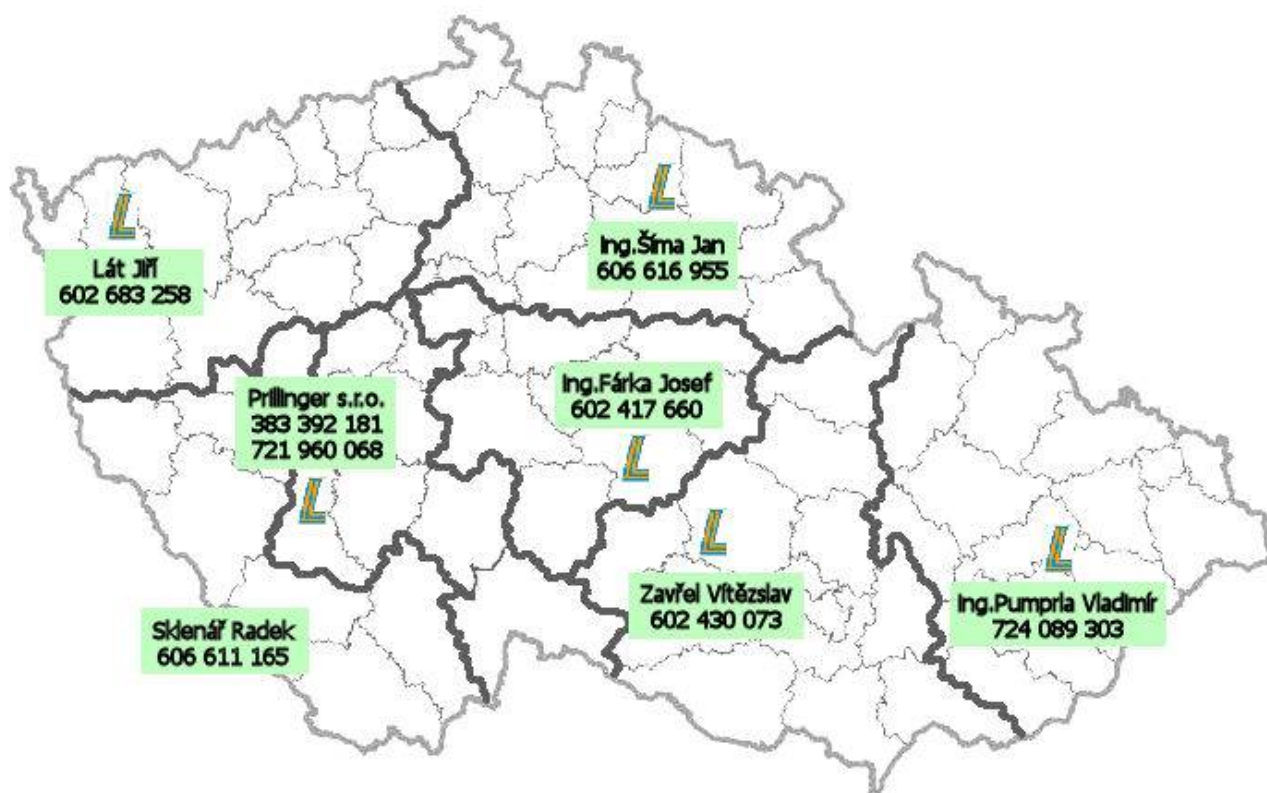 Ing.Šíma Jan
606 616 955
Lát Jiří
602 683 258
Ing.Fárka Josef
602 417 660
Prillinger s.r.o.
383 392 181
721 960 068
Zavřel Vítězslav
602 430 073
Ing.Pumprla Vladimír
724 089 303
Sklenář Radek
606 611 165